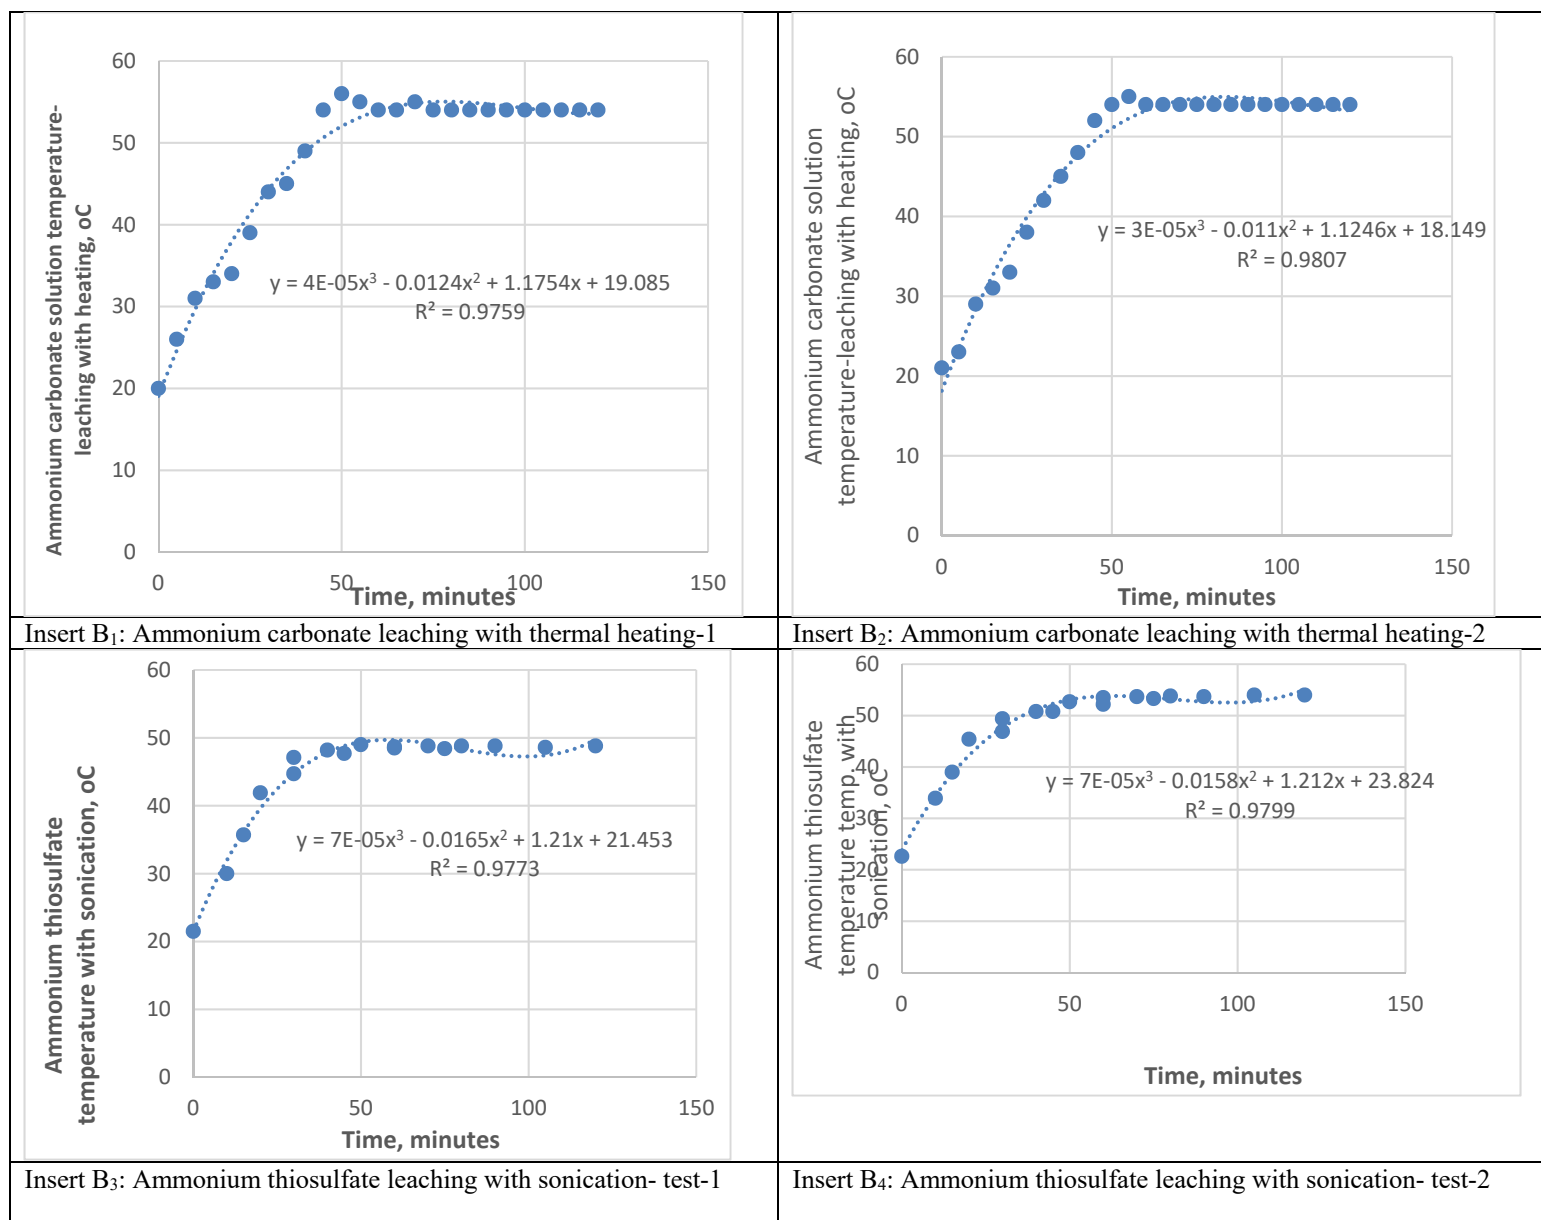 60
50
40
30
20
10
0
0
50
100
150
Ammonium carbonate solution temperature-
leaching with heating, oC
y = 4E-05x³ - 0.0124x² + 1.1754x + 19.085
R² = 0.9759
Time, minutes
Insert B₁: Ammonium carbonate leaching with thermal heating-1
60
50
40
30
20
10
0
0
50
100
150
Ammonium carbonate solution
temperature-leaching with heating, oC
y = 3E-05x³ - 0.011x² + 1.1246x + 18.149
R² = 0.9807
Time, minutes
Insert B₂: Ammonium carbonate leaching with thermal heating-2
60
50
40
30
20
10
0
0
50
100
150
Ammonium thiosulfate
temperature with sonication, oC
y = 7E-05x³ - 0.0165x² + 1.21x + 21.453
R² = 0.9773
Time, minutes
Insert B₃: Ammonium thiosulfate leaching with sonication- test-1
60
50
40
30
20
10
0
0
50
100
150
Ammonium thiosulfate
temperature temp. with
sonication, oC
y = 7E-05x³ - 0.0158x² + 1.212x + 23.824
R² = 0.9799
Time, minutes
Insert B₄: Ammonium thiosulfate leaching with sonication- test-2